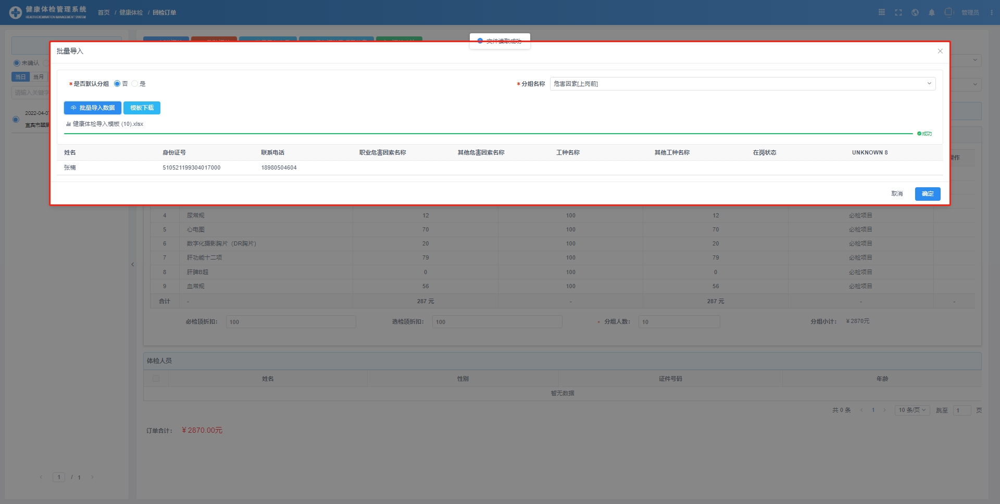 健康体检管理系统
首页 / 健康体检 / 团检订单
管理员
文件读取成功
批量导入
未确认
当日 当月
请输入关键字
*是否默认分组 否 是
*分组名称 危害因素[上岗前]
批量导入数据 模板下载
健康体检导入模板 (10).xlsx
成功
2022-04-07
姓名 身份证号 联系电话 职业危害因素名称 其他危害因素名称 工种名称 其他工种名称 在岗状态 UNKNOWN 8
张楠 510521199304017000 18980504604
取消 确定
4 尿常规 12 100 12 必检项目
5 心电图 70 100 70 必检项目
6 数字化摄影胸片（DR胸片） 20 100 20 必检项目
7 肝功能十二项 79 100 79 必检项目
8 肝脾B超 0 100 0 必检项目
9 血常规 56 100 56 必检项目
合计 - 287 元 - 287 元 - -
必检项折扣： 100 选检项折扣： 100 * 分组人数： 10 分组小计： ¥ 2870元
体检人员
姓名 性别 证件号码 年龄
暂无数据
共 0 条 1 10 条/页 跳至 1 页
订单合计： ¥ 2870.00元
1 / 1